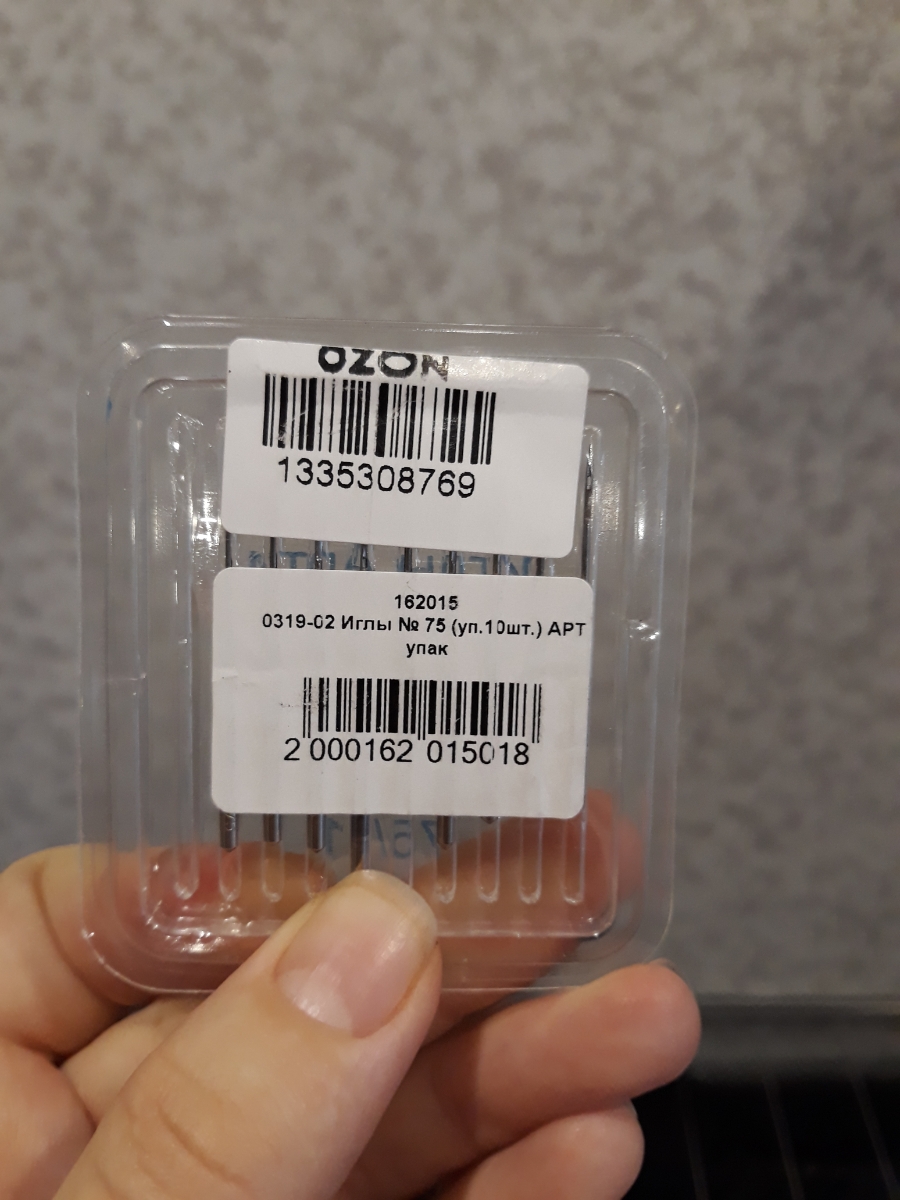 OZON
1335308769
162015
0319-02 Иглы № 75 (уп.10шт.) АРТ
упак
2 000162 015018